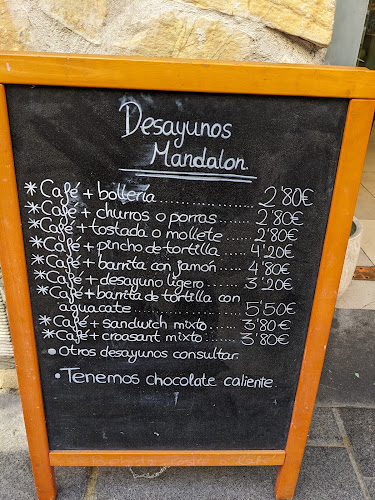 Desayunos
Mandalon
*Café + bollería ........ 2'80€
*Café + churros o porras ...... 2'80€
*Café + tostada o mollete ..... 2'80€
*Café + pincho de tortilla ..... 4'20€
*Café + barrita con jamón ..... 4'80€
*Café + desayuno ligero ..... 3'20€
*Café + barrita de tortilla con
aguacate ........ 5'50€
*Café + sandwich mixto ..... 3'80€
*Café + croasant mixto ..... 3'80€
• Otros desayunos consultar.
• Tenemos chocolate caliente.